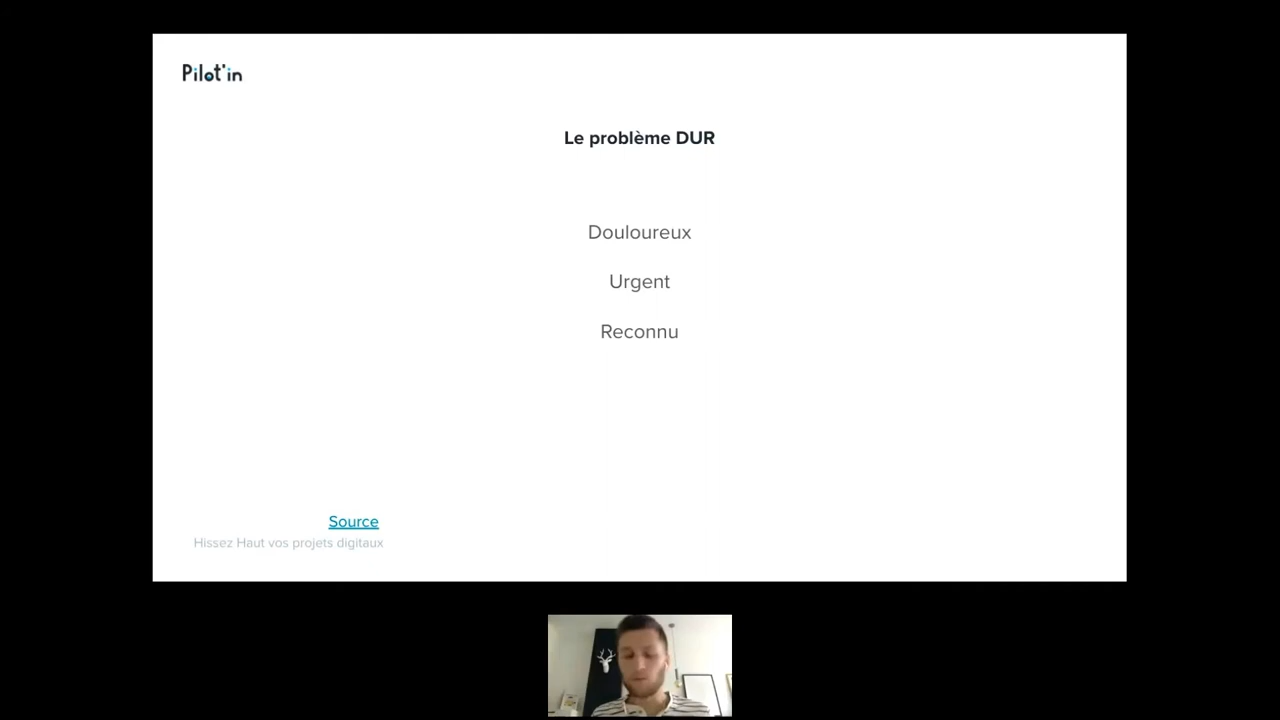 Pilot'in
Le problème DUR
Douloureux
Urgent
Reconnu
Source
Hissez Haut vos projets digitaux